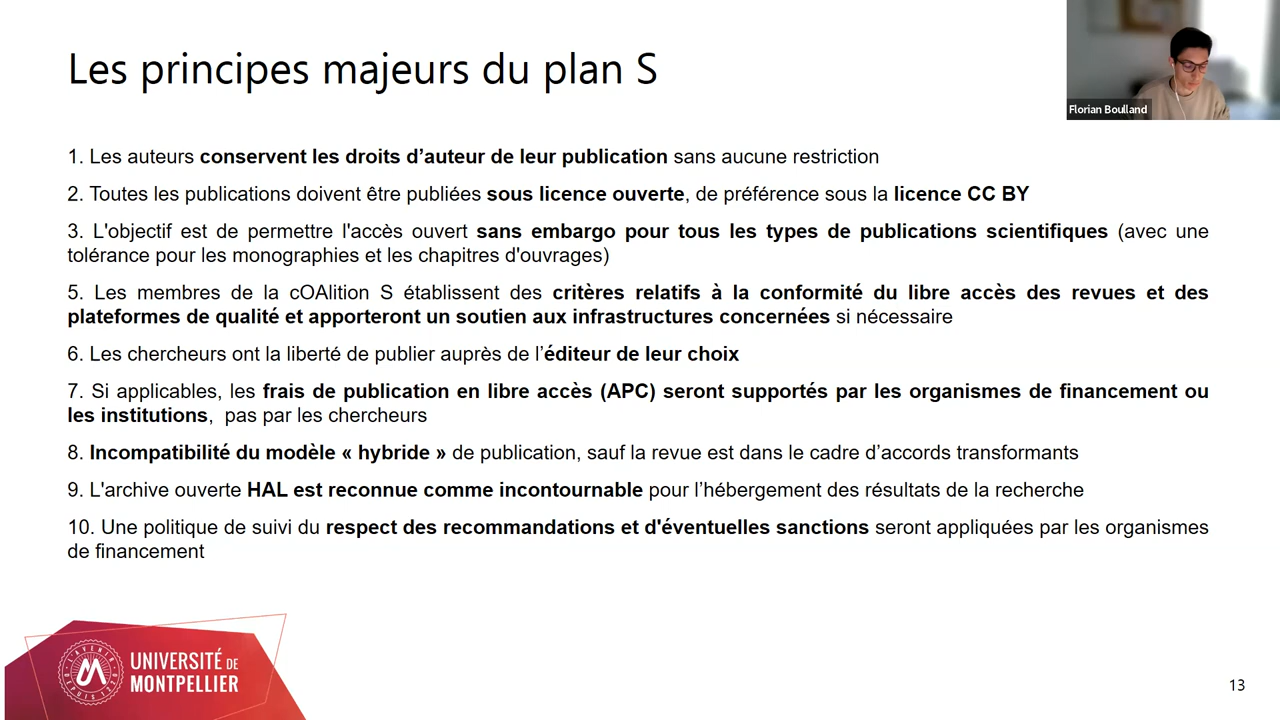 Les principes majeurs du plan S
Florian Boulland
1. Les auteurs conservent les droits d’auteur de leur publication sans aucune restriction
2. Toutes les publications doivent être publiées sous licence ouverte, de préférence sous la licence CC BY
3. L'objectif est de permettre l'accès ouvert sans embargo pour tous les types de publications scientifiques (avec une
tolérance pour les monographies et les chapitres d'ouvrages)
5. Les membres de la cOAlition S établissent des critères relatifs à la conformité du libre accès des revues et des
plateformes de qualité et apporteront un soutien aux infrastructures concernées si nécessaire
6. Les chercheurs ont la liberté de publier auprès de l’éditeur de leur choix
7. Si applicables, les frais de publication en libre accès (APC) seront supportés par les organismes de financement ou
les institutions, pas par les chercheurs
8. Incompatibilité du modèle « hybride » de publication, sauf la revue est dans le cadre d’accords transformants
9. L'archive ouverte HAL est reconnue comme incontournable pour l’hébergement des résultats de la recherche
10. Une politique de suivi du respect des recommandations et d'éventuelles sanctions seront appliquées par les organismes
de financement
L'AVENIR
DEPUIS 1220
UNIVERSITÉ DE
MONTPELLIER
13